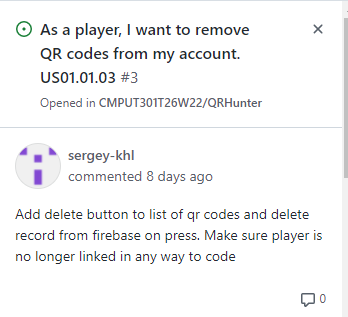 As a player, I want to remove
QR codes from my account.
US01.01.03 #3
Opened in CMPUT301T26W22/QRHunter
sergey-khl
commented 8 days ago
Add delete button to list of qr codes and delete
record from firebase on press. Make sure player is
no longer linked in any way to code
0